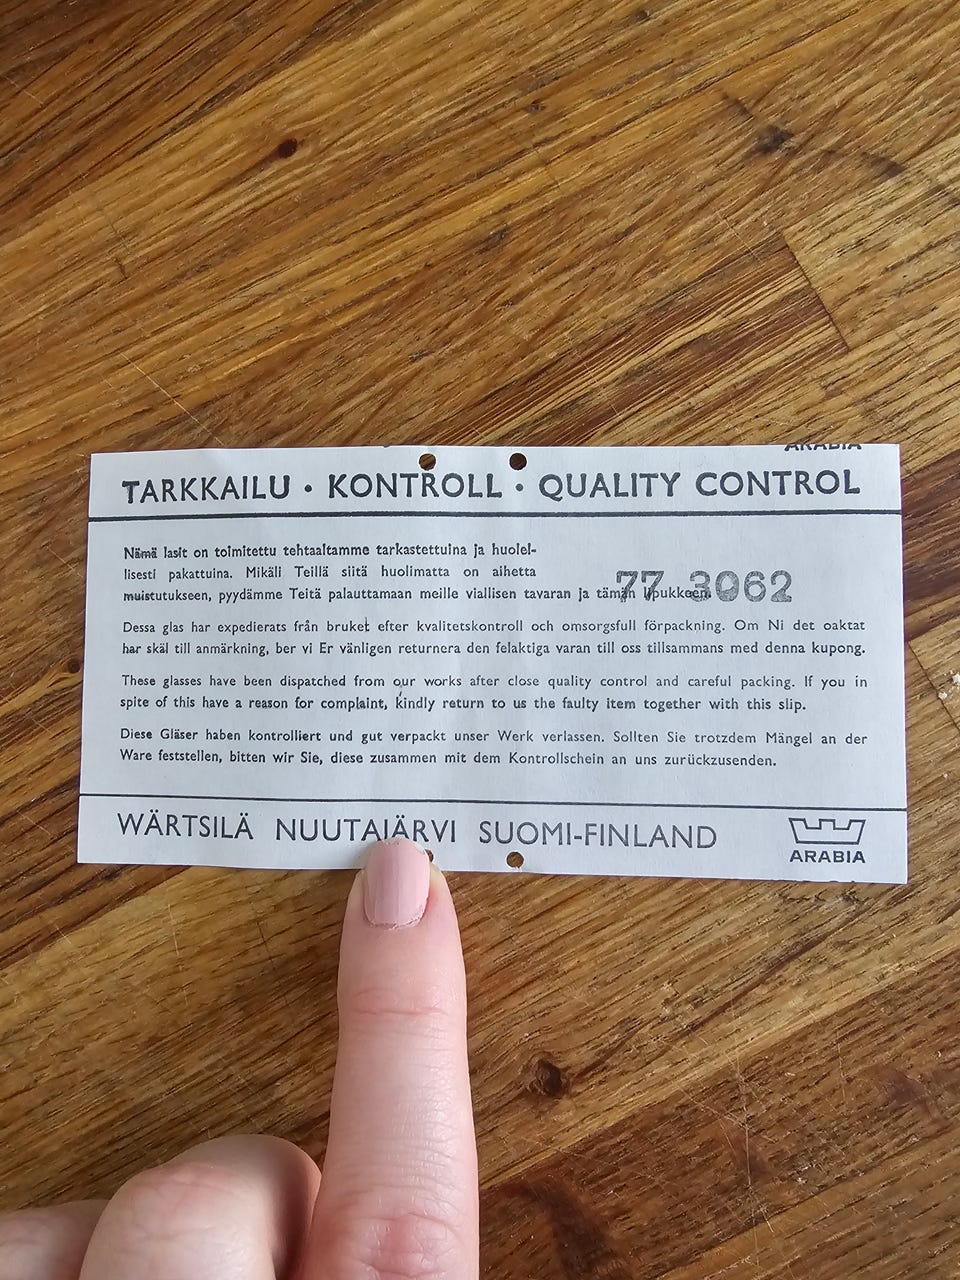 ARABIA
TARKKAILU • KONTROLL • QUALITY CONTROL
Nämä lasit on toimitettu tehtaaltamme tarkastettuina ja huolel-
lisesti pakattuina. Mikäli Teillä siitä huolimatta on aihetta
77 3062
muistutukseen, pyydämme Teitä palauttamaan meille viallisen tavaran ja tämän lipukkeen.
Dessa glas har expedierats från bruket efter kvalitetskontroll och omsorgsfull förpackning. Om Ni det oaktat
har skäl till anmärkning, ber vi Er vänligen returnera den felaktiga varan till oss tillsammans med denna kupong.
These glasses have been dispatched from our works after close quality control and careful packing. If you in
spite of this have a reason for complaint, kindly return to us the faulty item together with this slip.
Diese Gläser haben kontrolliert und gut verpackt unser Werk verlassen. Sollten Sie trotzdem Mängel an der
Ware feststellen, bitten wir Sie, diese zusammen mit dem Kontrollschein an uns zurückzusenden.
WÄRTSILÄ NUUTAJÄRVI SUOMI-FINLAND
ARABIA